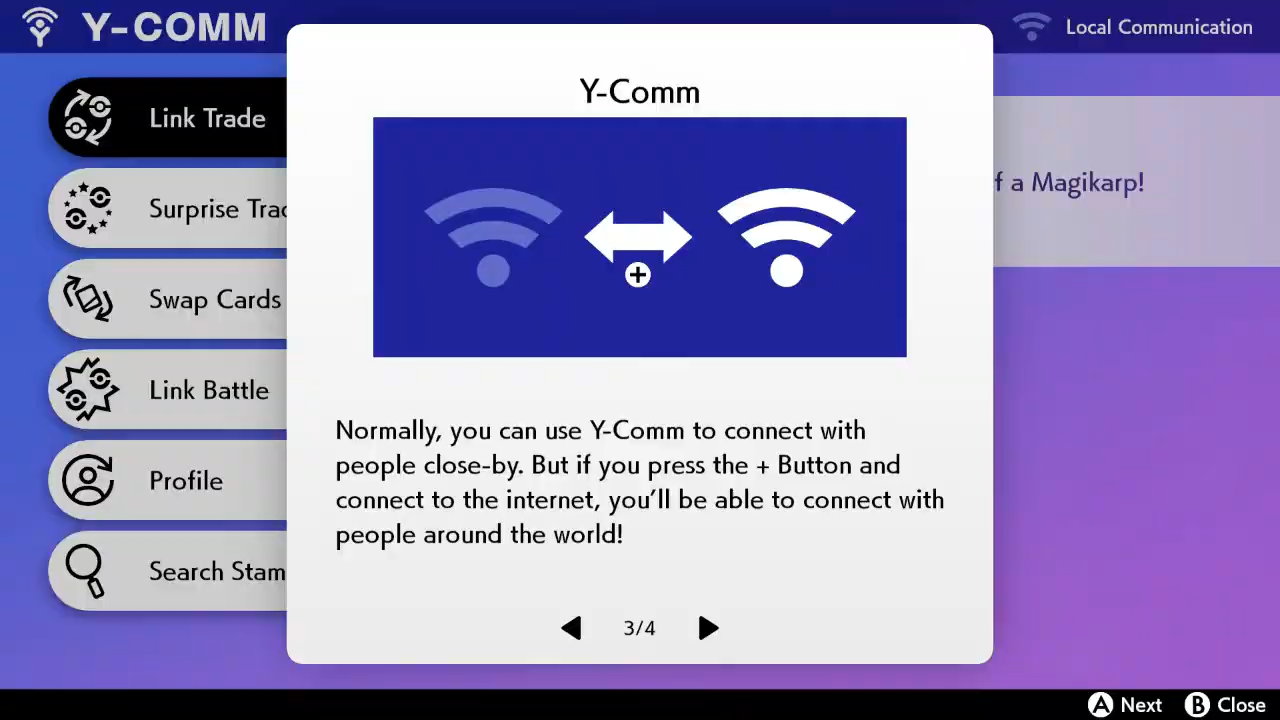 Y-COMM
Local Communication
Link Trade
Surprise
Swap Cards
Link Battle
Profile
Search
Y-Comm
Normally, you can use Y-Comm to connect with
people close-by. But if you press the + Button and
connect to the internet, you'll be able to connect with
people around the world!
3/4
a Magikarp!
A Next
B Close